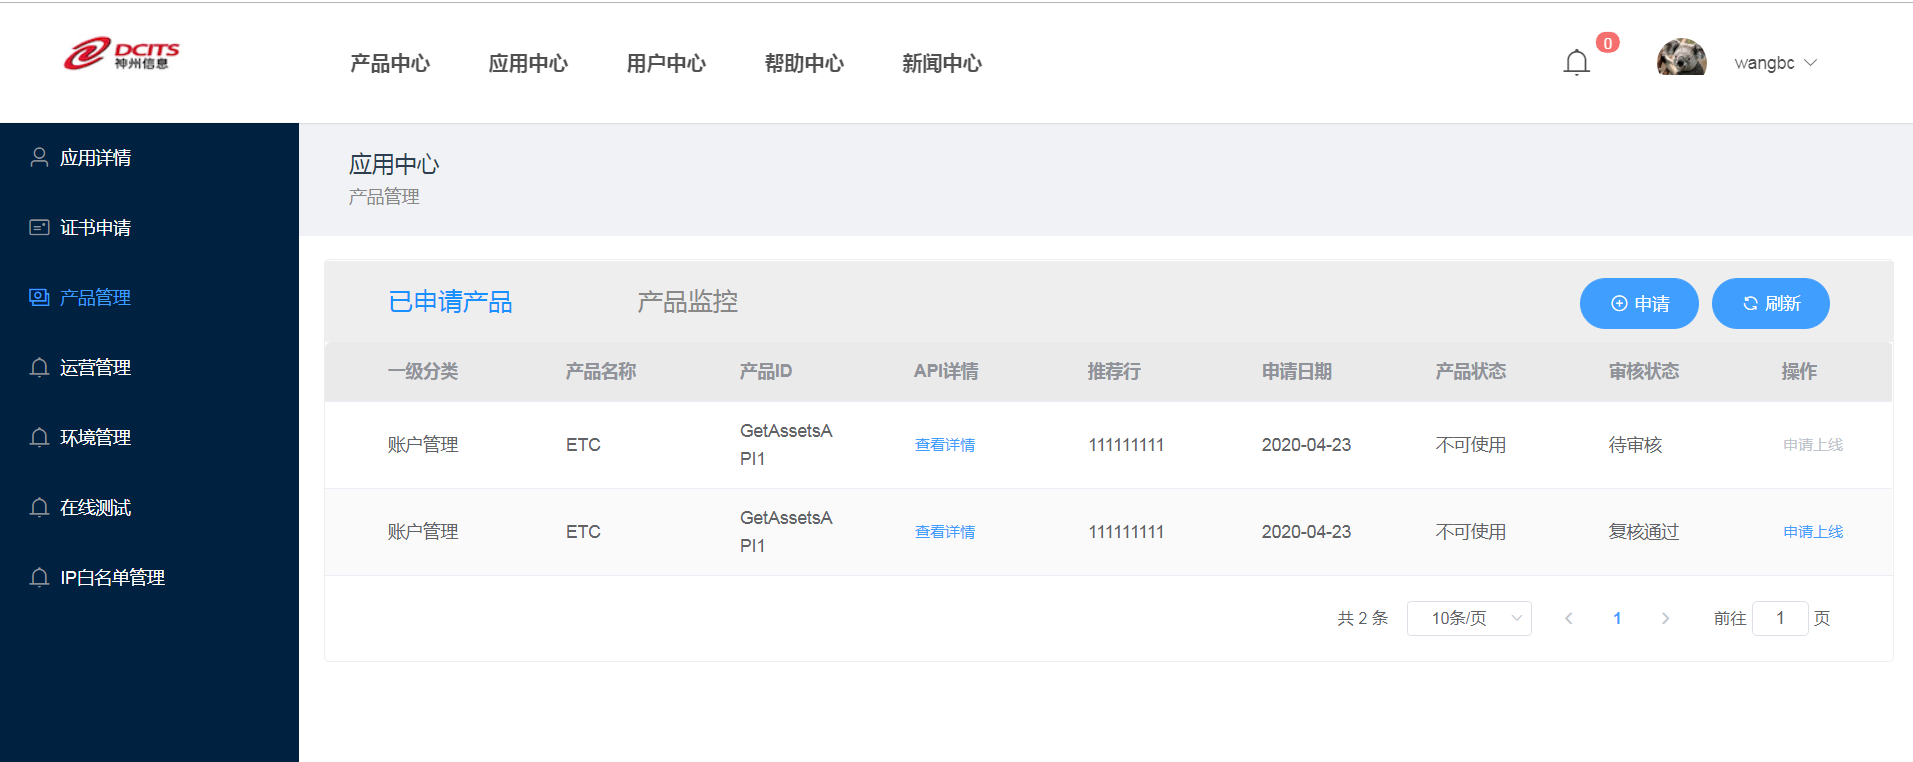 DCITS
神州信息
产品中心
应用中心
用户中心
帮助中心
新闻中心
0
wangbc
应用详情
证书申请
产品管理
运营管理
环境管理
在线测试
IP白名单管理
应用中心
产品管理
已申请产品
产品监控
申请
刷新
一级分类 产品名称 产品ID API详情 推荐行 申请日期 产品状态 审核状态 操作
账户管理 ETC GetAssetsA 查看详情 111111111 2020-04-23 不可使用 待审核 申请上线
PI1
账户管理 ETC GetAssetsA 查看详情 111111111 2020-04-23 不可使用 复核通过 申请上线
PI1
共 2 条 10条/页 1 前往 1 页